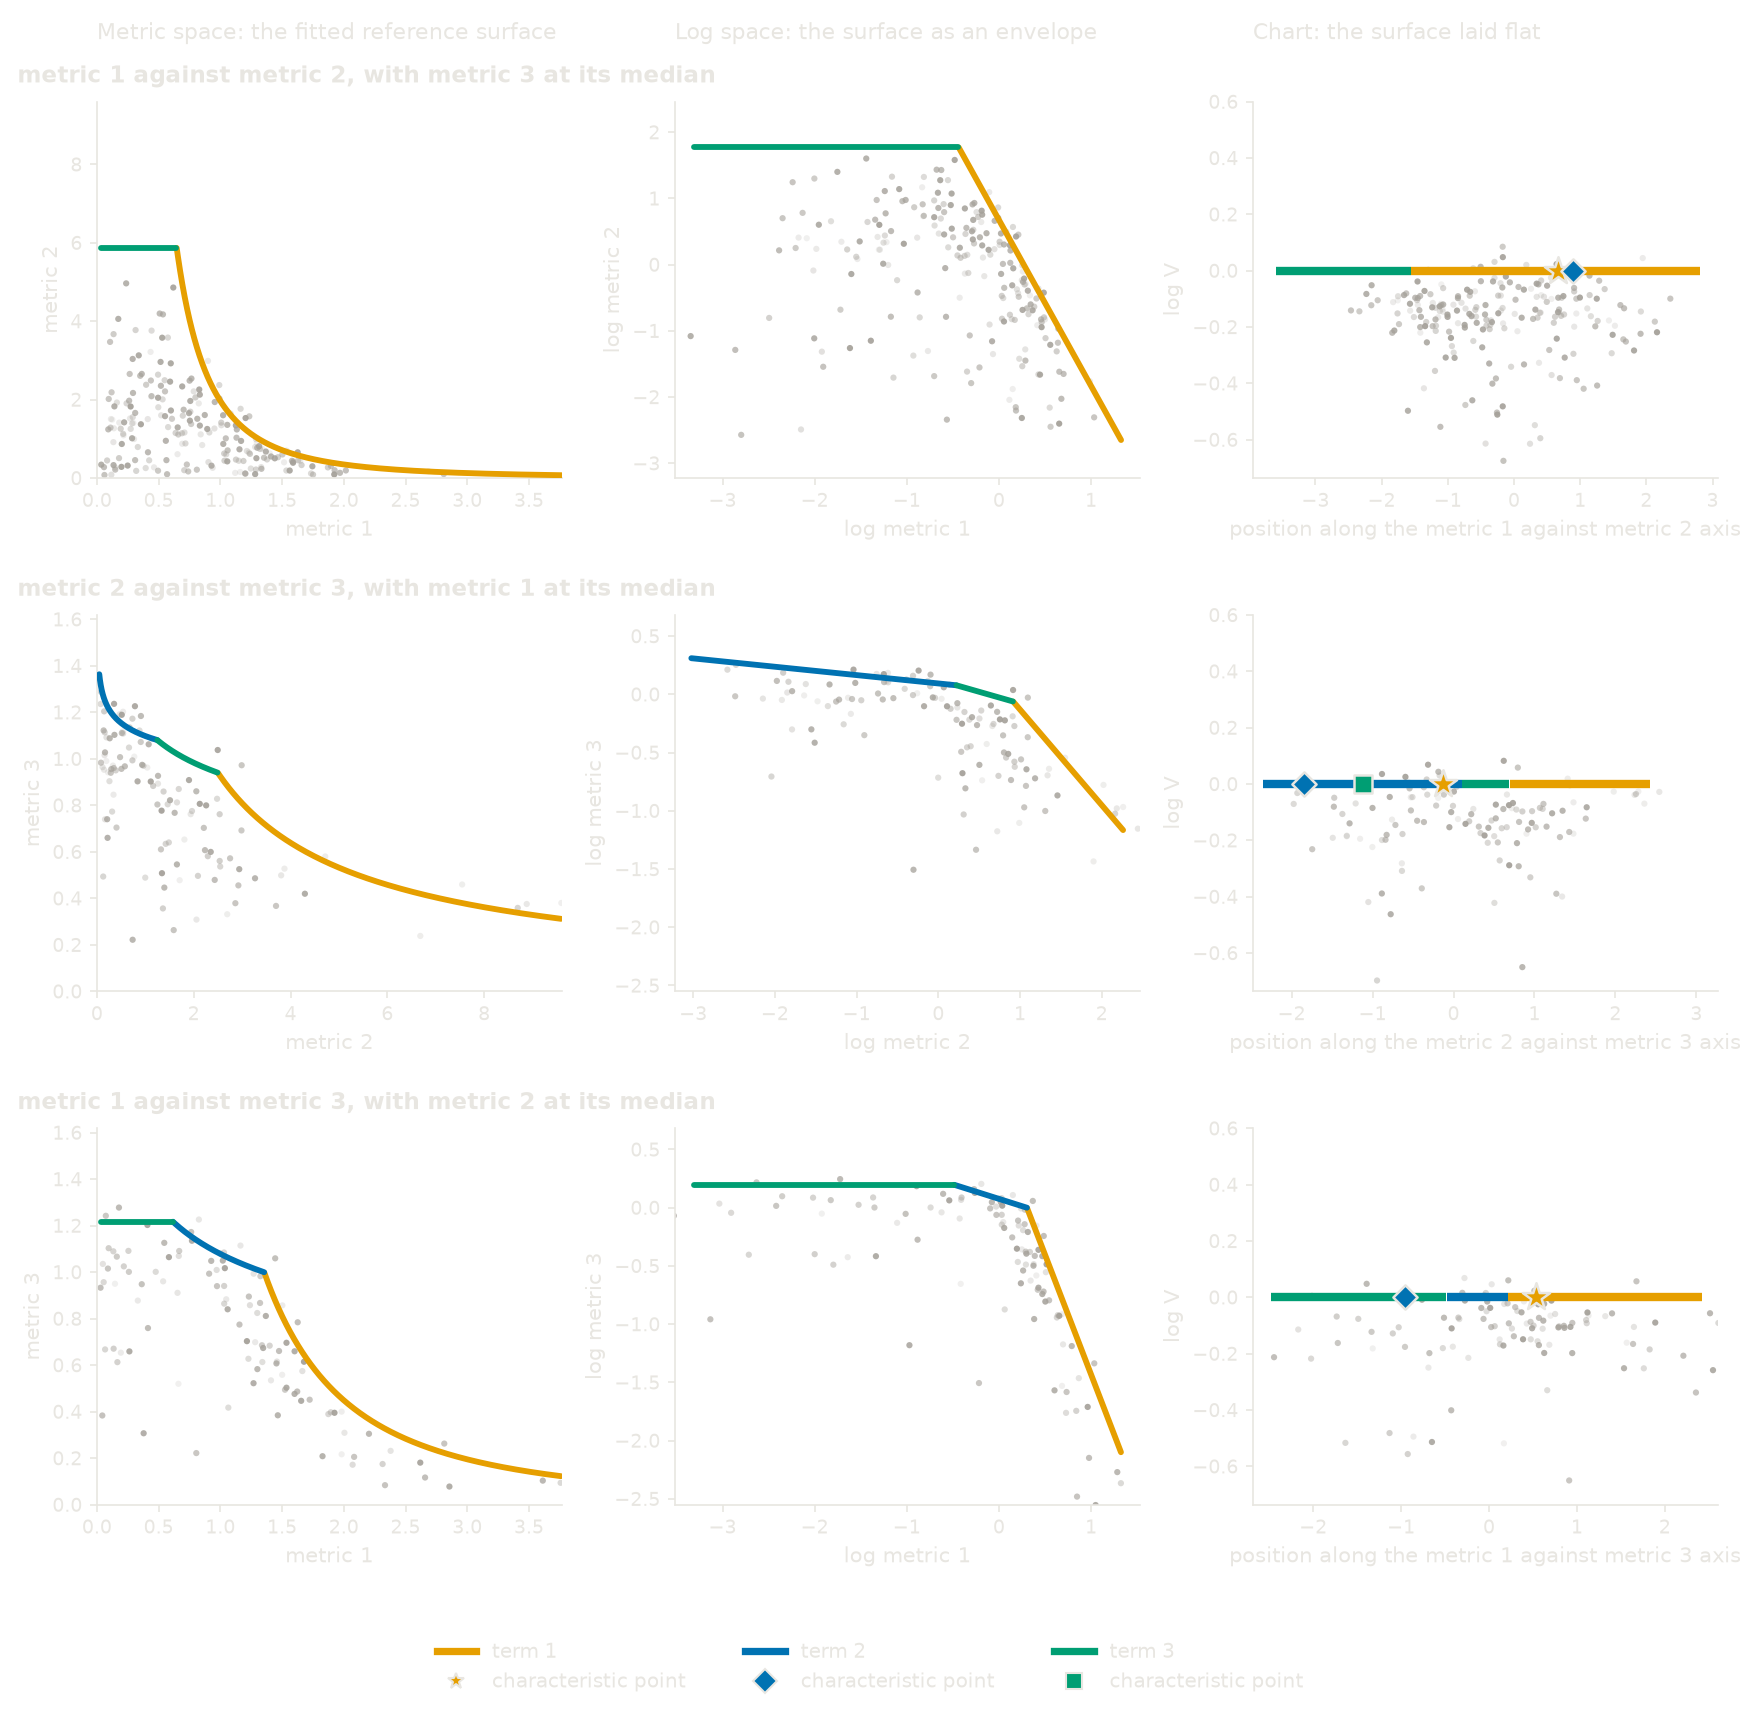 Metric space: the fitted reference surface
Log space: the surface as an envelope
Chart: the surface laid flat
metric 1 against metric 2, with metric 3 at its median
8
6
4
2
0
0.0 0.5 1.0 1.5 2.0 2.5 3.0 3.5
metric 2
metric 1
2
1
0
−1
−2
−3
−3 −2 −1 0 1
log metric 2
log metric 1
0.6
0.4
0.2
0.0
−0.2
−0.4
−0.6
−3 −2 −1 0 1 2 3
log V
position along the metric 1 against metric 2 axis
metric 2 against metric 3, with metric 1 at its median
1.6
1.4
1.2
1.0
0.8
0.6
0.4
0.2
0.0
0 2 4 6 8
metric 3
metric 2
0.5
0.0
−0.5
−1.0
−1.5
−2.0
−2.5
−3 −2 −1 0 1 2
log metric 3
log metric 2
0.6
0.4
0.2
0.0
−0.2
−0.4
−0.6
−2 −1 0 1 2 3
log V
position along the metric 2 against metric 3 axis
metric 1 against metric 3, with metric 2 at its median
1.6
1.4
1.2
1.0
0.8
0.6
0.4
0.2
0.0
0.0 0.5 1.0 1.5 2.0 2.5 3.0 3.5
metric 3
metric 1
0.5
0.0
−0.5
−1.0
−1.5
−2.0
−2.5
−3 −2 −1 0 1
log metric 3
log metric 1
0.6
0.4
0.2
0.0
−0.2
−0.4
−0.6
−2 −1 0 1 2
log V
position along the metric 1 against metric 3 axis
term 1
characteristic point
term 2
characteristic point
term 3
characteristic point